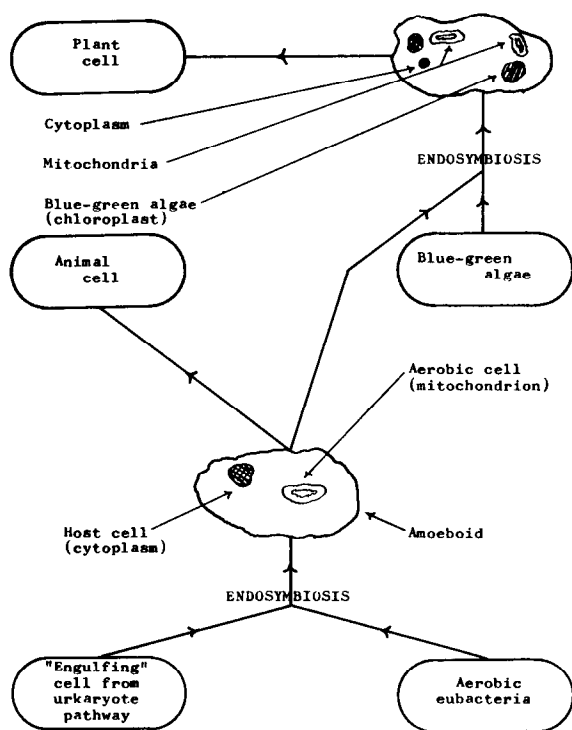 Plant
cell
Cytoplasm
Mitochondria
ENDOSYMBIOSIS
Blue-green algae
(chloroplast)
Animal
cell
Blue-green
algae
Aerobic cell
(mitochondrion)
Host cell
(cytoplasm)
Amoeboid
ENDOSYMBIOSIS
"Engulfing"
cell from
urkaryote
pathway
Aerobic
eubacteria